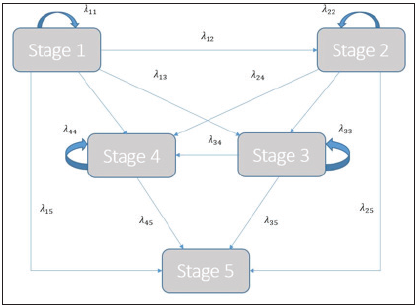 λ₁₁
λ₂₂
Stage 1
λ₁₂
Stage 2
λ₁₃
λ₂₄
λ₄₄
λ₃₄
λ₃₃
Stage 4
Stage 3
λ₁₅
λ₄₅
λ₃₅
λ₂₅
Stage 5